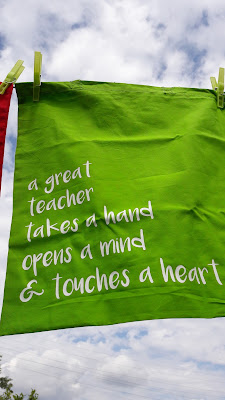 a great
teacher
takes a hand
opens a mind
& touches a heart